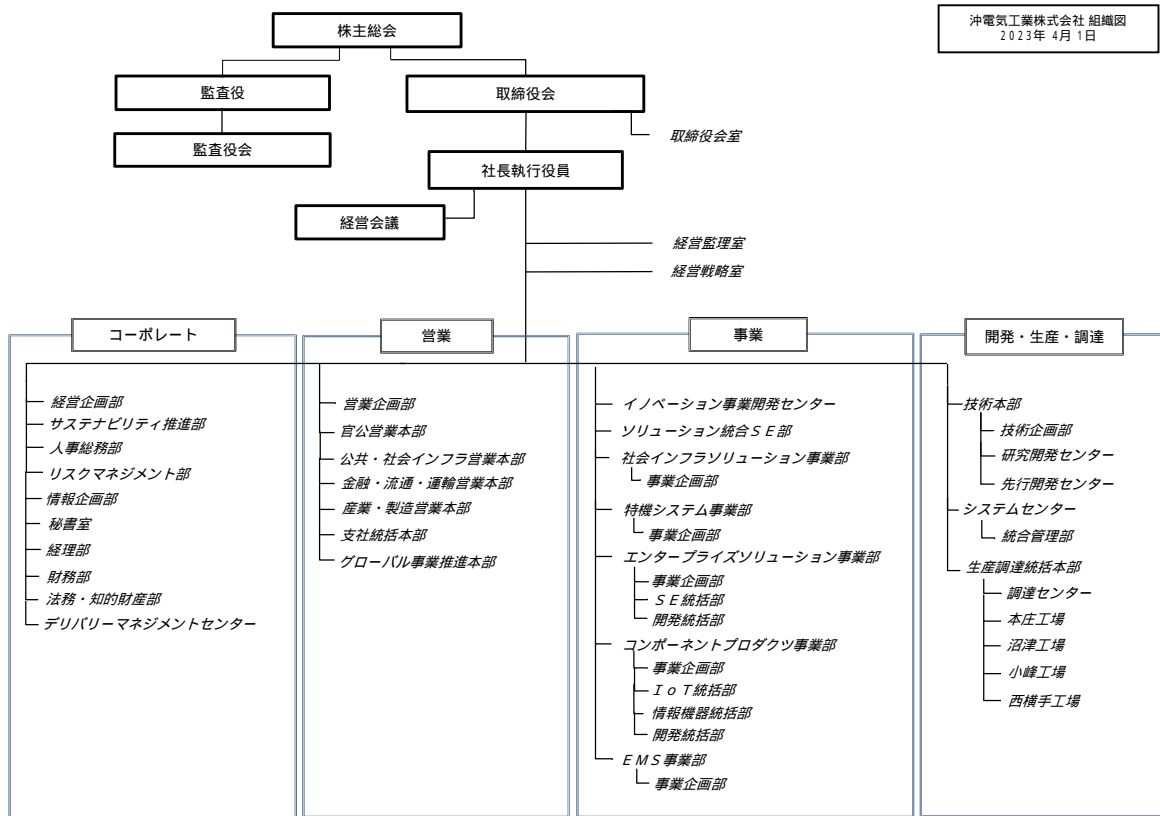 沖電気工業株式会社 組織図
2023年 4月 1日
株主総会
監査役
取締役会
取締役会室
監査役会
社長執行役員
経営会議
経営監理室
経営戦略室
コーポレート
経営企画部
サステナビリティ推進部
人事総務部
リスクマネジメント部
情報企画部
秘書室
経理部
財務部
法務・知的財産部
デリバリーマネジメントセンター
営業
営業企画部
官公営業本部
公共・社会インフラ営業本部
金融・流通・運輸営業本部
産業・製造営業本部
支社統括本部
グローバル事業推進本部
事業
イノベーション事業開発センター
ソリューション統合SE部
社会インフラソリューション事業部
事業企画部
特機システム事業部
事業企画部
エンタープライズソリューション事業部
事業企画部
SE統括部
開発統括部
コンポーネントプロダクツ事業部
事業企画部
IoT統括部
情報機器統括部
開発統括部
EMS事業部
事業企画部
開発・生産・調達
技術本部
技術企画部
研究開発センター
先行開発センター
システムセンター
統合管理部
生産調達統括本部
調達センター
本庄工場
沼津工場
小峰工場
西横手工場